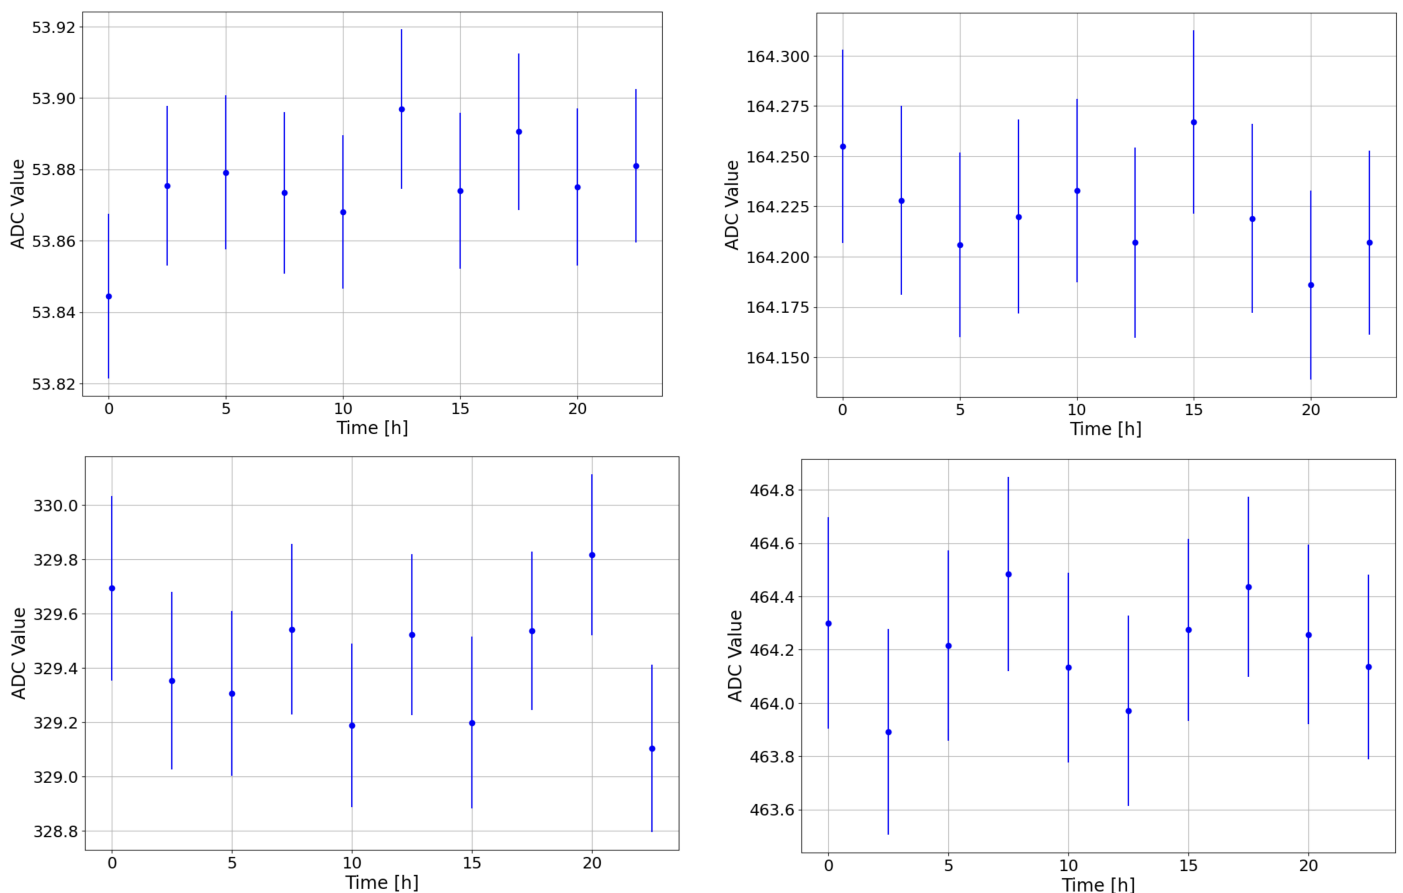 53.92
53.90
53.88
53.86
53.84
53.82
ADC Value
0 5 10 15 20
Time [h]
164.300
164.275
164.250
164.225
164.200
164.175
164.150
ADC Value
0 5 10 15 20
Time [h]
330.0
329.8
329.6
329.4
329.2
329.0
328.8
ADC Value
0 5 10 15 20
Time [h]
464.8
464.6
464.4
464.2
464.0
463.8
463.6
ADC Value
0 5 10 15 20
Time [h]